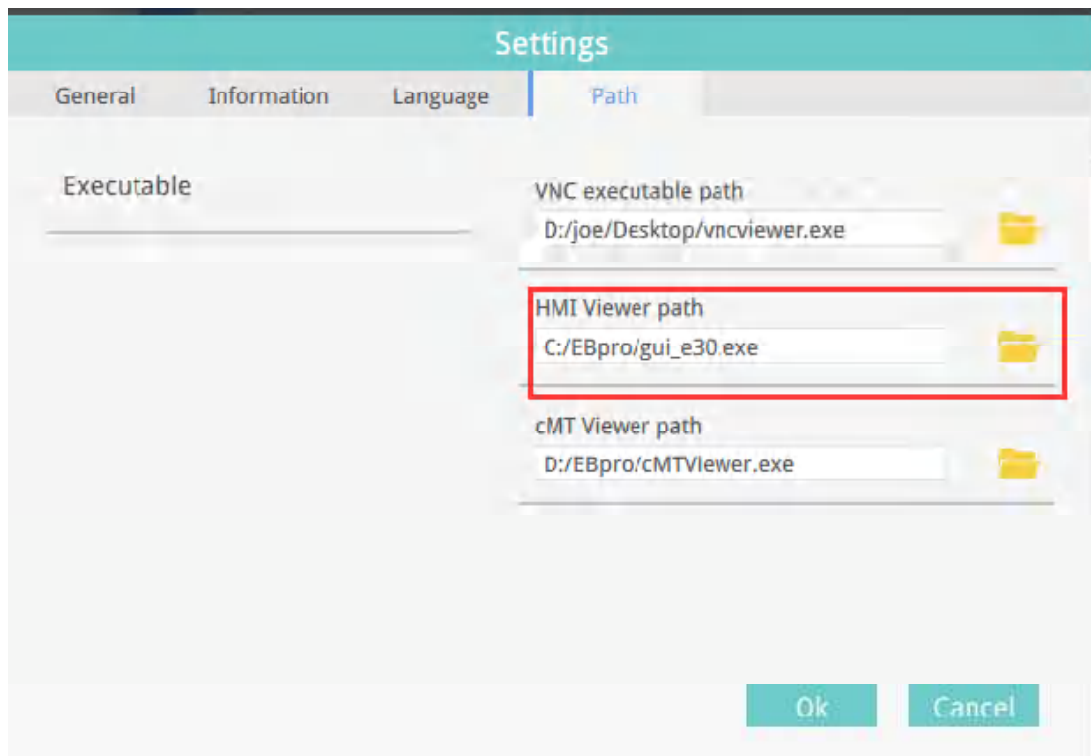 Settings
General Information Language Path
Executable
VNC executable path
D:/joe/Desktop/vncviewer.exe
HMI Viewer path
C:/EBpro/gui_e30.exe
cMT Viewer path
D:/EBpro/cMTViewer.exe
Ok Cancel